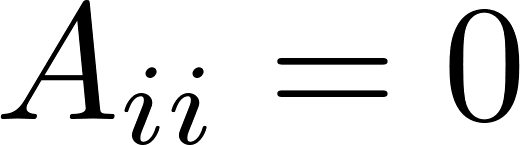 A_{ii} = 0